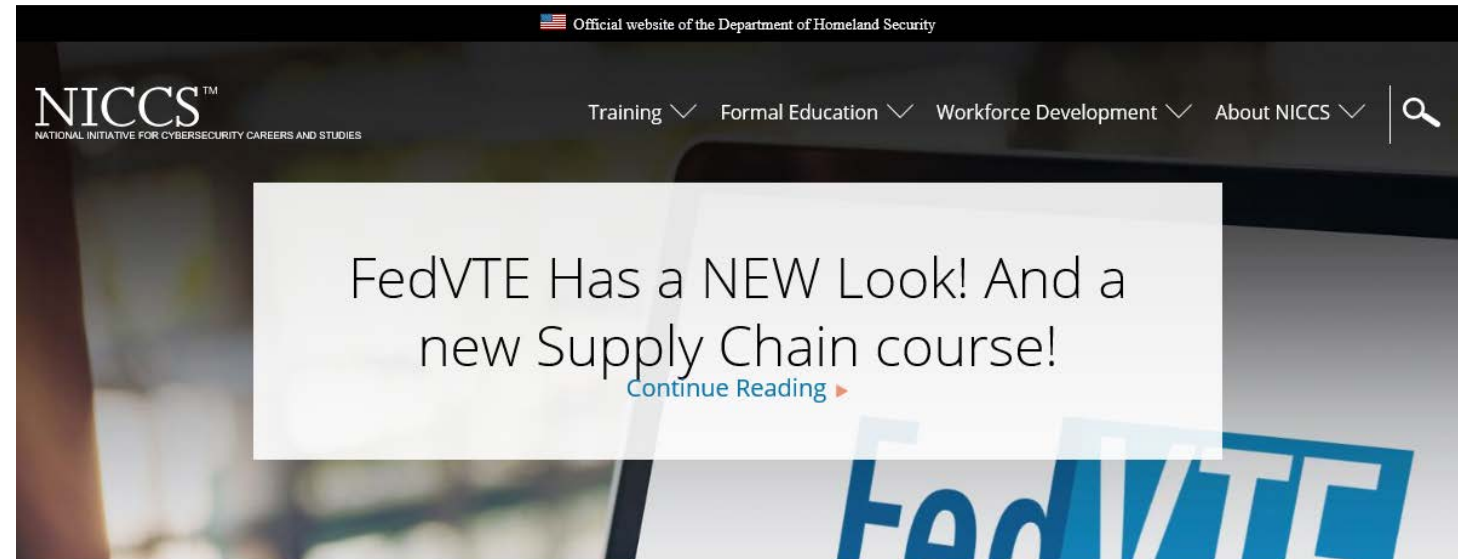 Official website of the Department of Homeland Security
NICCS™
NATIONAL INITIATIVE FOR CYBERSECURITY CAREERS AND STUDIES
Training
Formal Education
Workforce Development
About NICCS
FedVTE Has a NEW Look! And a
new Supply Chain course!
Continue Reading
FedVTE